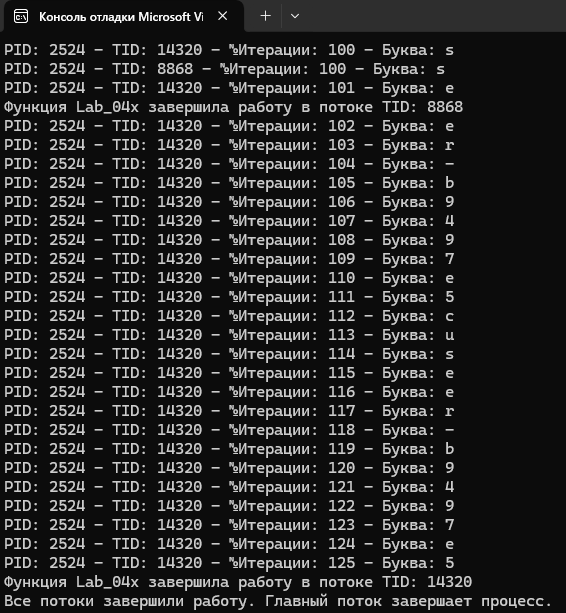 Консоль отладки Microsoft Vi
PID: 2524 - TID: 14320 - №Итерации: 100 - Буква: s
PID: 2524 - TID: 8868 - №Итерации: 100 - Буква: s
PID: 2524 - TID: 14320 - №Итерации: 101 - Буква: e
Функция Lab_04x завершила работу в потоке TID: 8868
PID: 2524 - TID: 14320 - №Итерации: 102 - Буква: e
PID: 2524 - TID: 14320 - №Итерации: 103 - Буква: r
PID: 2524 - TID: 14320 - №Итерации: 104 - Буква: -
PID: 2524 - TID: 14320 - №Итерации: 105 - Буква: b
PID: 2524 - TID: 14320 - №Итерации: 106 - Буква: 9
PID: 2524 - TID: 14320 - №Итерации: 107 - Буква: 4
PID: 2524 - TID: 14320 - №Итерации: 108 - Буква: 9
PID: 2524 - TID: 14320 - №Итерации: 109 - Буква: 7
PID: 2524 - TID: 14320 - №Итерации: 110 - Буква: e
PID: 2524 - TID: 14320 - №Итерации: 111 - Буква: 5
PID: 2524 - TID: 14320 - №Итерации: 112 - Буква: c
PID: 2524 - TID: 14320 - №Итерации: 113 - Буква: u
PID: 2524 - TID: 14320 - №Итерации: 114 - Буква: s
PID: 2524 - TID: 14320 - №Итерации: 115 - Буква: e
PID: 2524 - TID: 14320 - №Итерации: 116 - Буква: e
PID: 2524 - TID: 14320 - №Итерации: 117 - Буква: r
PID: 2524 - TID: 14320 - №Итерации: 118 - Буква: -
PID: 2524 - TID: 14320 - №Итерации: 119 - Буква: b
PID: 2524 - TID: 14320 - №Итерации: 120 - Буква: 9
PID: 2524 - TID: 14320 - №Итерации: 121 - Буква: 4
PID: 2524 - TID: 14320 - №Итерации: 122 - Буква: 9
PID: 2524 - TID: 14320 - №Итерации: 123 - Буква: 7
PID: 2524 - TID: 14320 - №Итерации: 124 - Буква: e
PID: 2524 - TID: 14320 - №Итерации: 125 - Буква: 5
Функция Lab_04x завершила работу в потоке TID: 14320
Все потоки завершили работу. Главный поток завершает процесс.